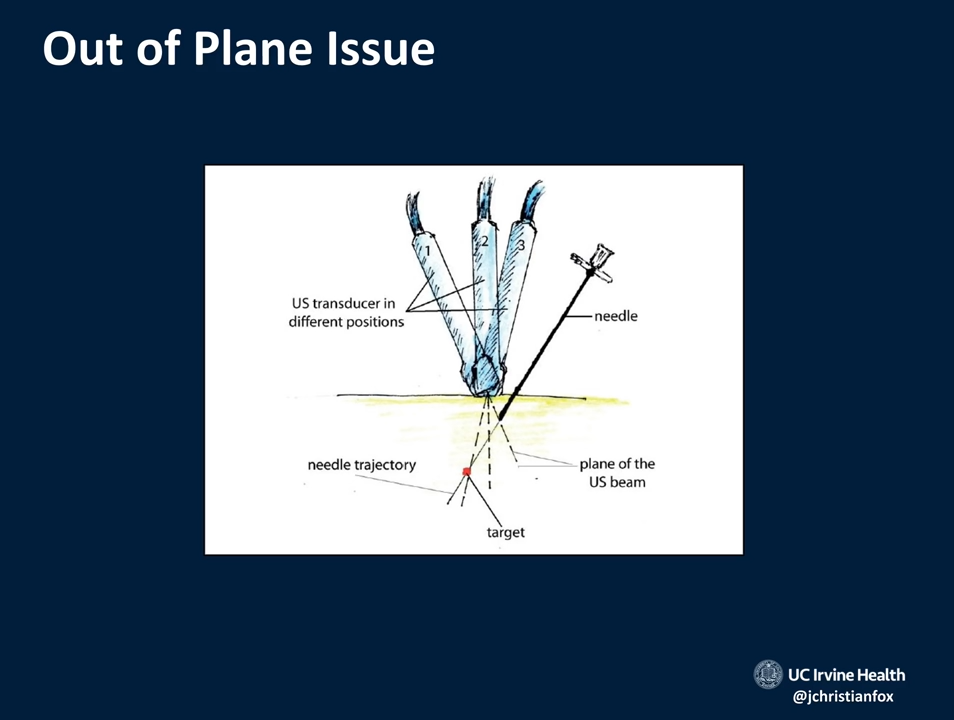 Out of Plane Issue
1
2
3
US transducer in
different positions
needle
needle trajectory
plane of the
US beam
target
UC Irvine Health
@jchristianfox